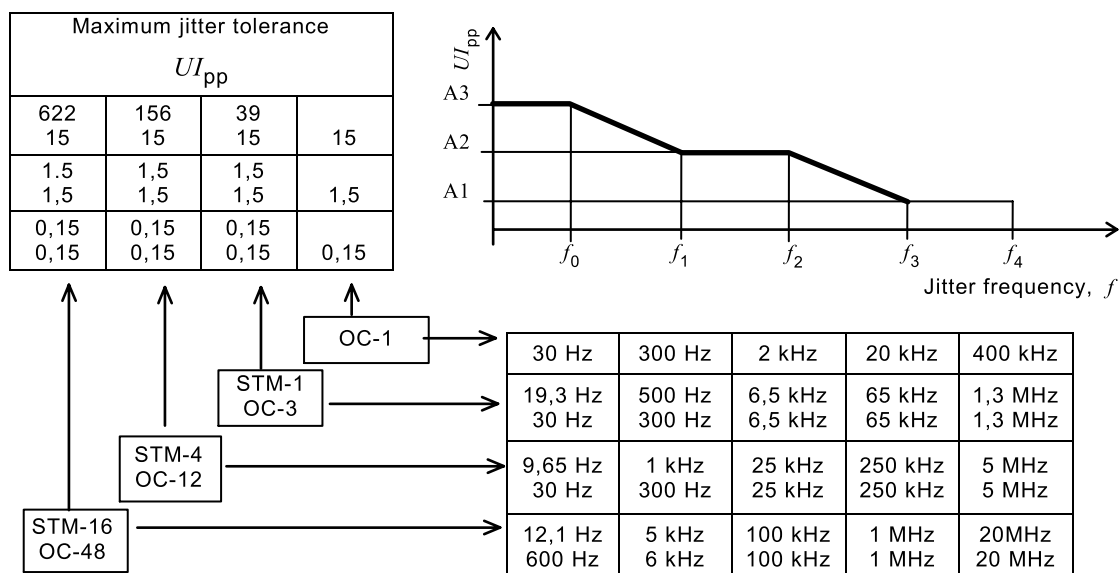 Maximum jitter tolerance
UIpp
622 156 39
15 15 15 15
1.5 1,5 1,5
1,5 1,5 1,5 1,5
0,15 0,15 0,15
0,15 0,15 0,15 0,15
UIpp
A3
A2
A1
f0 f1 f2 f3 f4
Jitter frequency, f
OC-1
STM-1
OC-3
STM-4
OC-12
STM-16
OC-48
30 Hz 300 Hz 2 kHz 20 kHz 400 kHz
19,3 Hz 500 Hz 6,5 kHz 65 kHz 1,3 MHz
30 Hz 300 Hz 6,5 kHz 65 kHz 1,3 MHz
9,65 Hz 1 kHz 25 kHz 250 kHz 5 MHz
30 Hz 300 Hz 25 kHz 250 kHz 5 MHz
12,1 Hz 5 kHz 100 kHz 1 MHz 20MHz
600 Hz 6 kHz 100 kHz 1 MHz 20 MHz